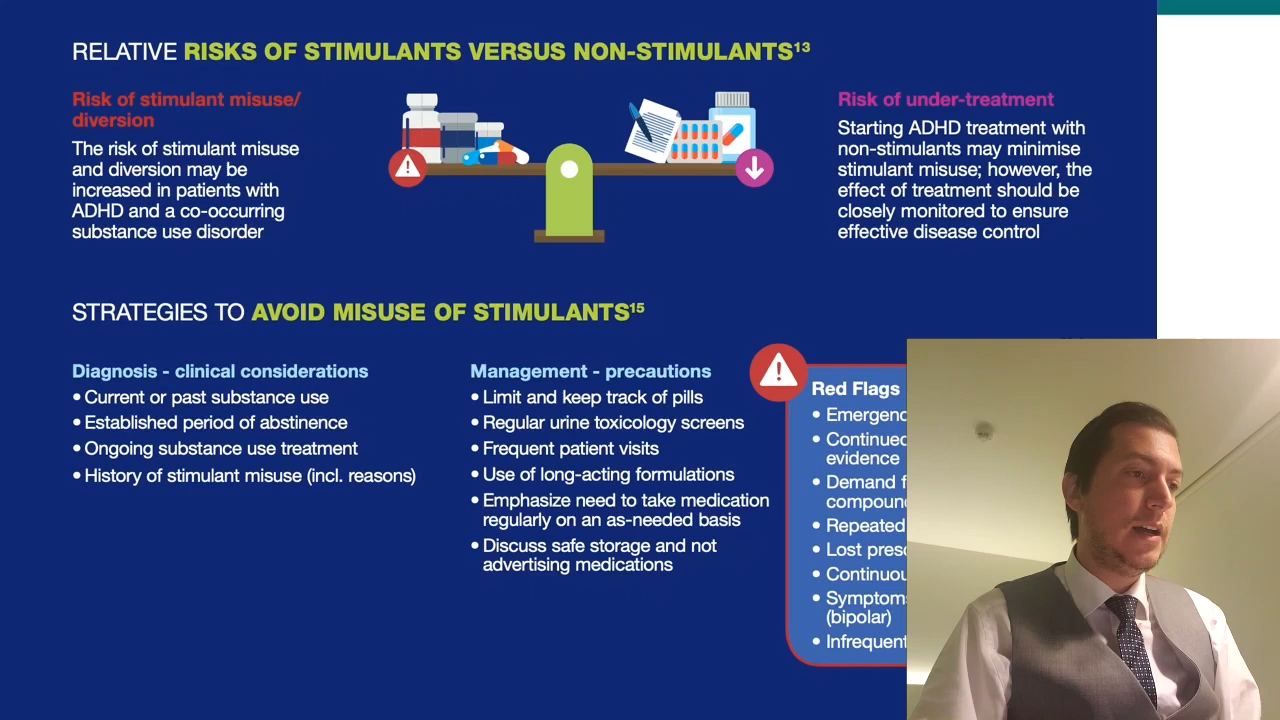 RELATIVE RISKS OF STIMULANTS VERSUS NON-STIMULANTS¹³
Risk of stimulant misuse/
diversion
The risk of stimulant misuse
and diversion may be
increased in patients with
ADHD and a co-occurring
substance use disorder
Risk of under-treatment
Starting ADHD treatment with
non-stimulants may minimise
stimulant misuse; however, the
effect of treatment should be
closely monitored to ensure
effective disease control
STRATEGIES TO AVOID MISUSE OF STIMULANTS¹⁵
Diagnosis - clinical considerations
• Current or past substance use
• Established period of abstinence
• Ongoing substance use treatment
• History of stimulant misuse (incl. reasons)
Management - precautions
• Limit and keep track of pills
• Regular urine toxicology screens
• Frequent patient visits
• Use of long-acting formulations
• Emphasize need to take medication
regularly on an as-needed basis
• Discuss safe storage and not
advertising medications
Red Flags
•
•
evidence
• Demand
•
• Repeated
• Lost
•
•
(bipolar)
•